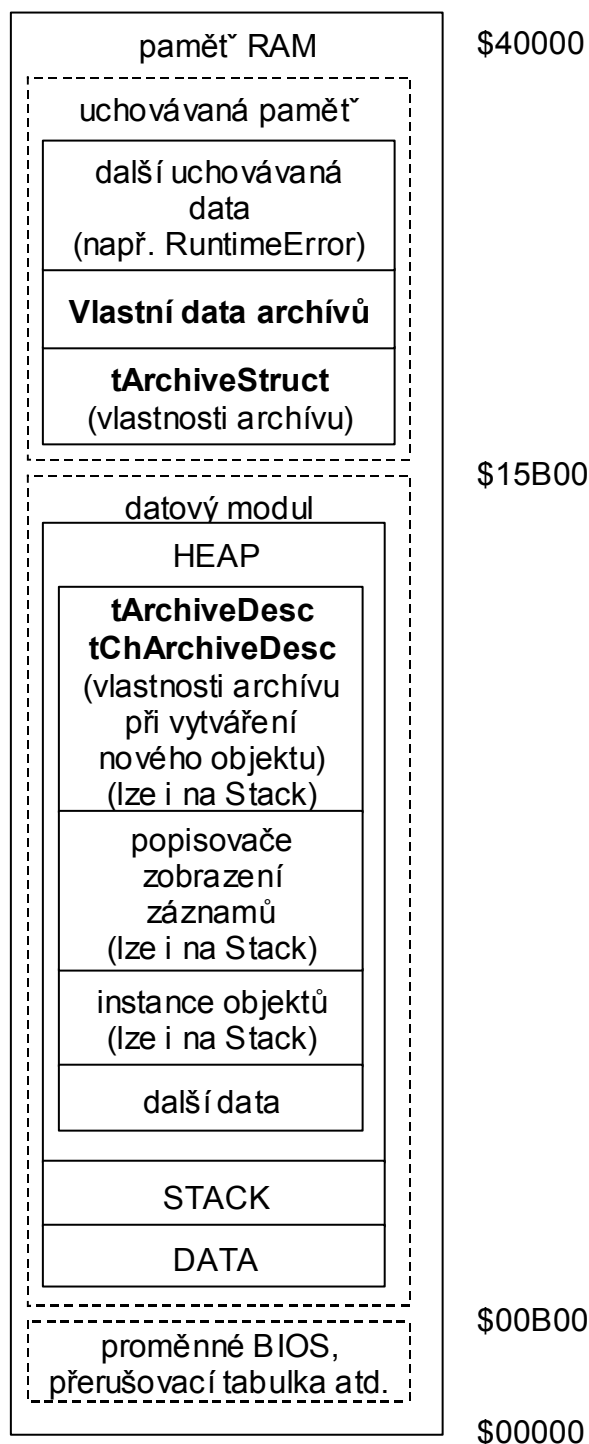 paměťˇ RAM
$40000
uchovávaná paměťˇ
další uchovávaná
data
(např. RuntimeError)
Vlastní data archívů
tArchiveStruct
(vlastnosti archívu)
$15B00
datový modul
HEAP
tArchiveDesc
tChArchiveDesc
(vlastnosti archívu
při vytváření
nového objektu)
(lze i na Stack)
popisovače
zobrazení
záznamů
(lze i na Stack)
instance objektů
(lze i na Stack)
další data
STACK
DATA
$00B00
proměnné BIOS,
přerušovací tabulka atd.
$00000